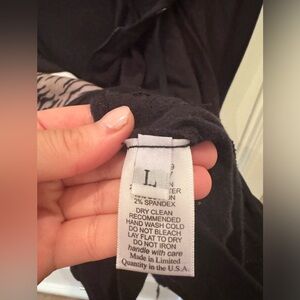 L
2% SPANDEX
DRY CLEAN
RECOMMENDED
HAND WASH COLD
DO NOT BLEACH
LAY FLAT TO DRY
DO NOT IRON
handle with care
Made in Limited
Quantity in the U.S.A.